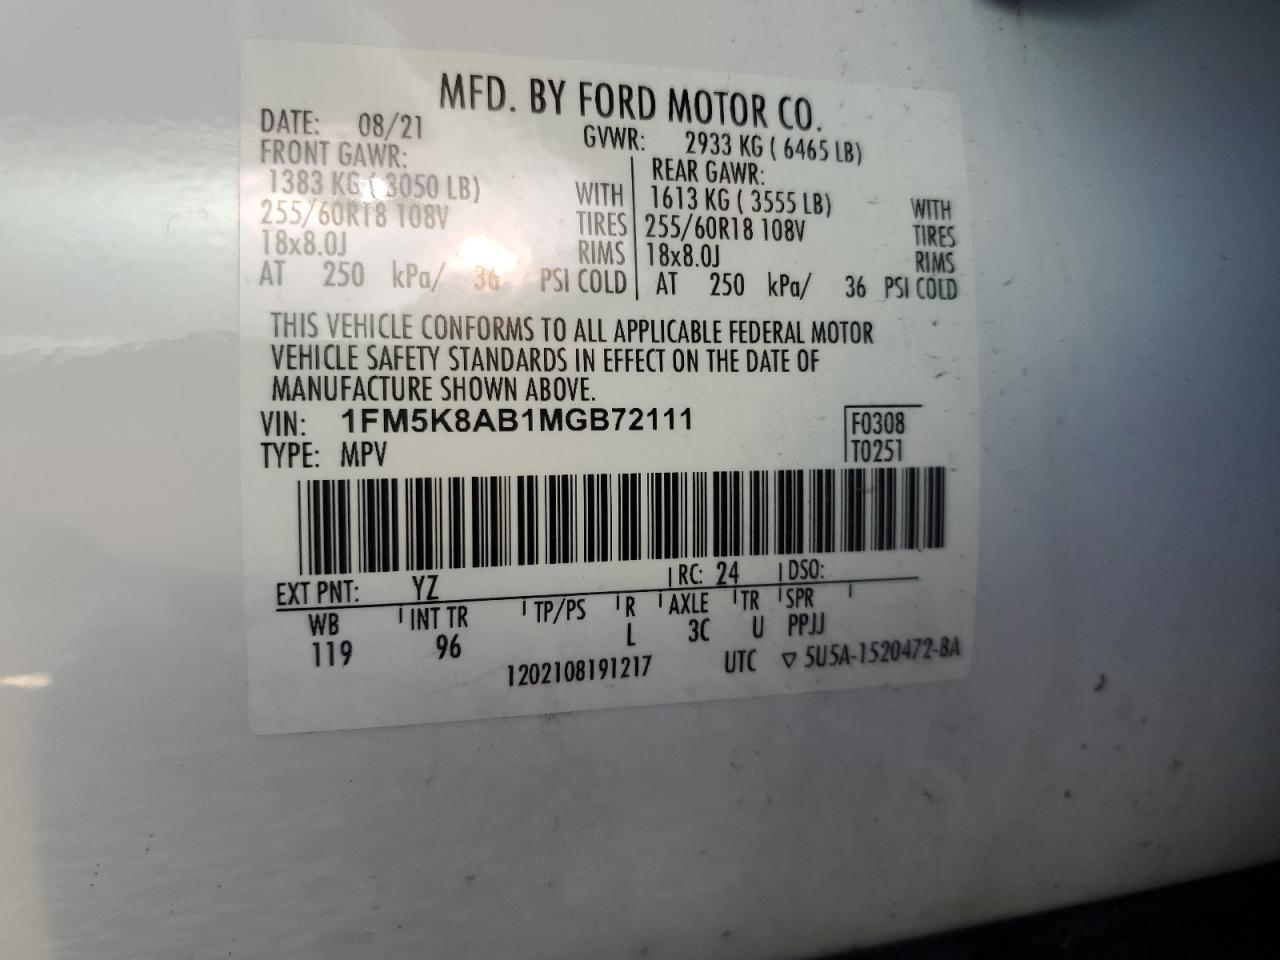 MFD. BY FORD MOTOR CO.
DATE: 08/21 GVWR: 2933 KG ( 6465 LB)
FRONT GAWR: REAR GAWR:
1383 KG ( 3050 LB) WITH 1613 KG ( 3555 LB) WITH
255/60R18 108V TIRES 255/60R18 108V TIRES
18x8.0J RIMS 18x8.0J RIMS
AT 250 kPa/ 36 PSI COLD AT 250 kPa/ 36 PSI COLD
THIS VEHICLE CONFORMS TO ALL APPLICABLE FEDERAL MOTOR
VEHICLE SAFETY STANDARDS IN EFFECT ON THE DATE OF
MANUFACTURE SHOWN ABOVE.
VIN: 1FM5K8AB1MGB72111 F0308
TYPE: MPV T0251
EXT PNT: YZ RC: 24 DSO:
WB INT TR TP/PS R AXLE TR SPR
119 96 L 3C U PPJJ
1202108191217 UTC ▽ 5U5A-1520472-BA